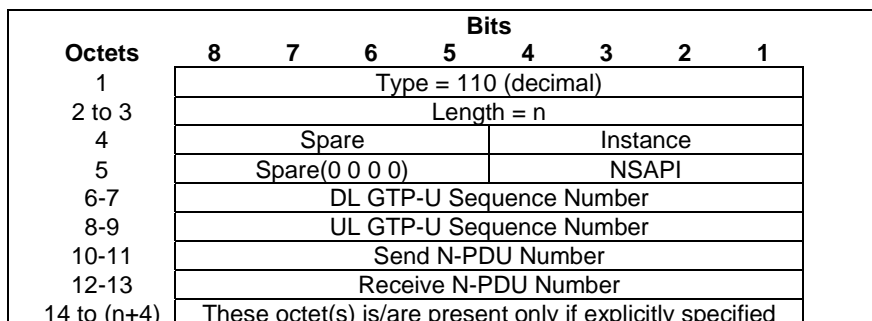 Bits
Octets 8 7 6 5 4 3 2 1
1 Type = 110 (decimal)
2 to 3 Length = n
4 Spare Instance
5 Spare(0 0 0 0) NSAPI
6-7 DL GTP-U Sequence Number
8-9 UL GTP-U Sequence Number
10-11 Send N-PDU Number
12-13 Receive N-PDU Number
14 to (n+4) These octet(s) is/are present only if explicitly specified